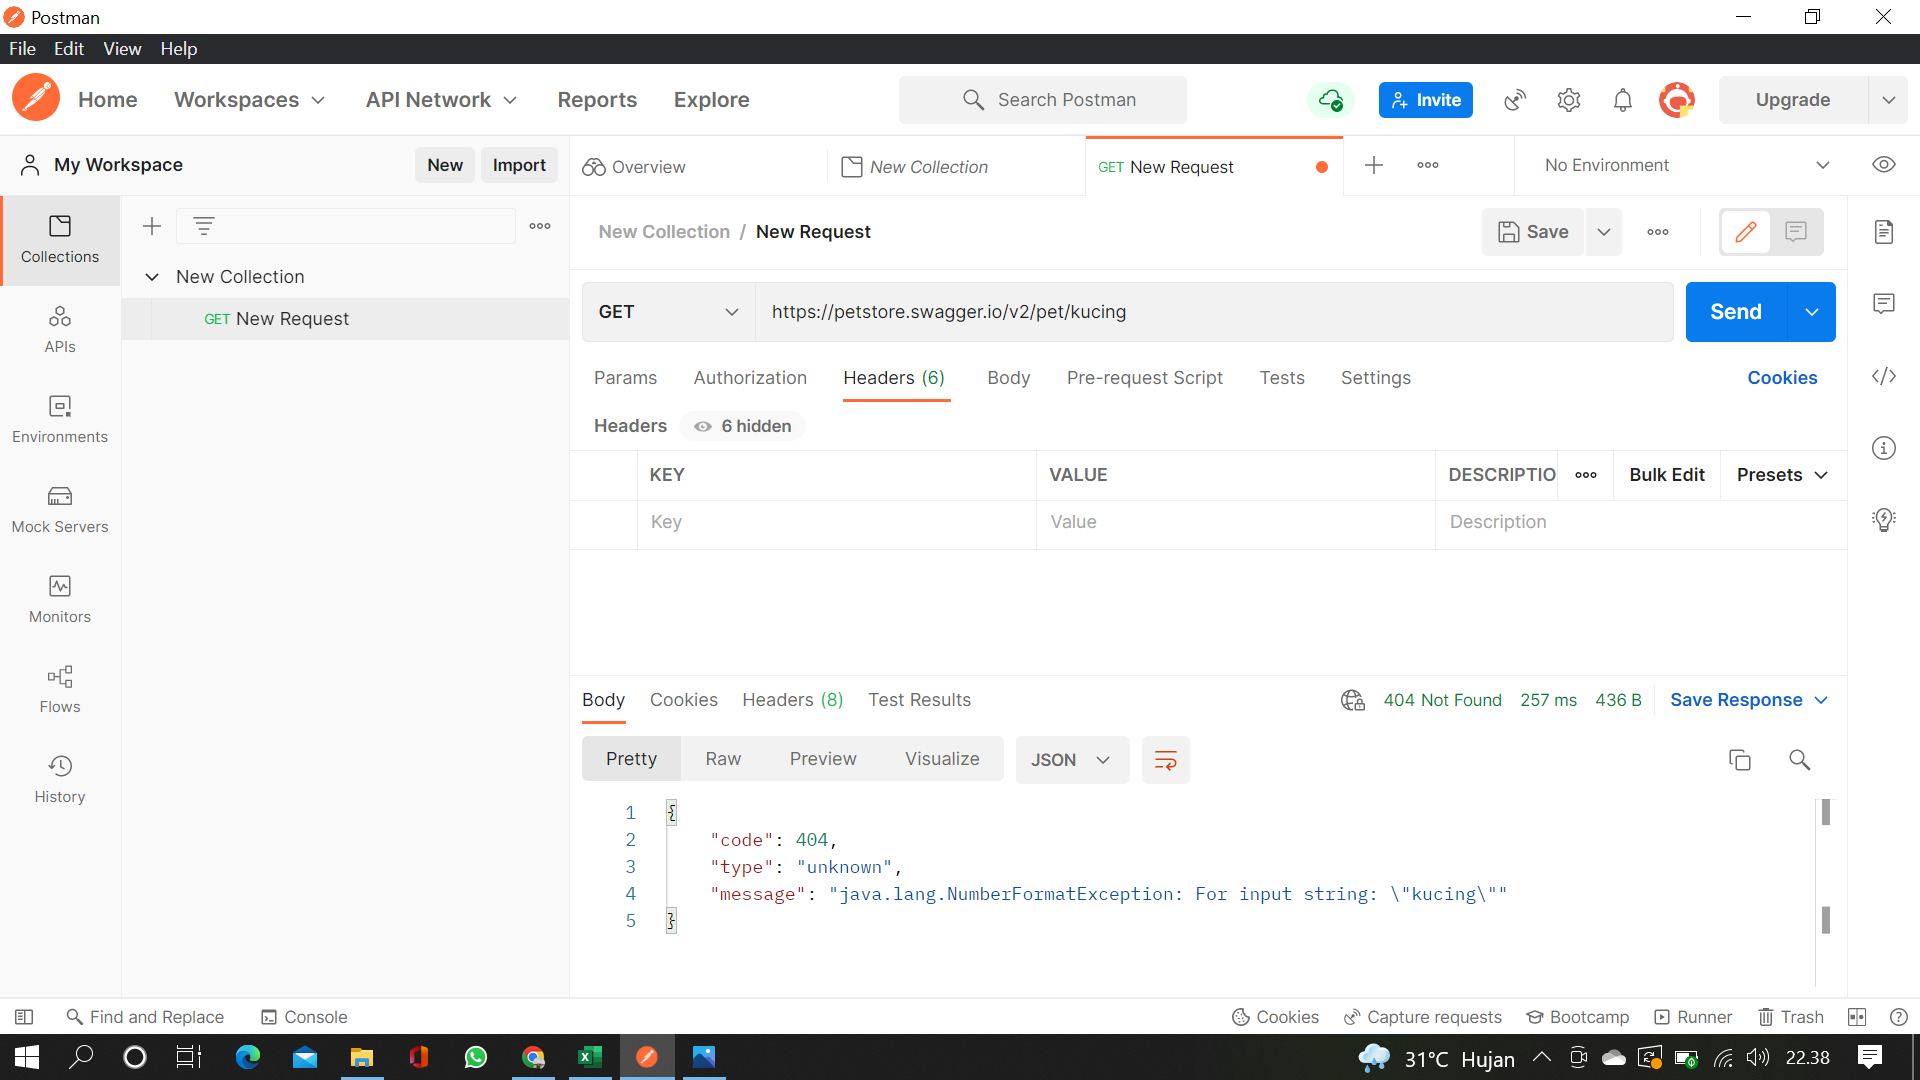 Postman
File Edit View Help
Home Workspaces API Network Reports Explore Search Postman Invite Upgrade
My Workspace New Import Overview New Collection GET New Request No Environment
Collections
New Collection / New Request Save
New Collection
GET New Request
GET https://petstore.swagger.io/v2/pet/kucing Send
APIs
Params Authorization Headers (6) Body Pre-request Script Tests Settings Cookies
Environments
Headers 6 hidden
KEY VALUE DESCRIPTIO Bulk Edit Presets
Mock Servers
Key Value Description
Monitors
Flows
Body Cookies Headers (8) Test Results 404 Not Found 257 ms 436 B Save Response
Pretty Raw Preview Visualize JSON
History
1 {
2 "code": 404,
3 "type": "unknown",
4 "message": "java.lang.NumberFormatException: For input string: \"kucing\""
5 }
Find and Replace Console Cookies Capture requests Bootcamp Runner Trash
31°C Hujan 22.38